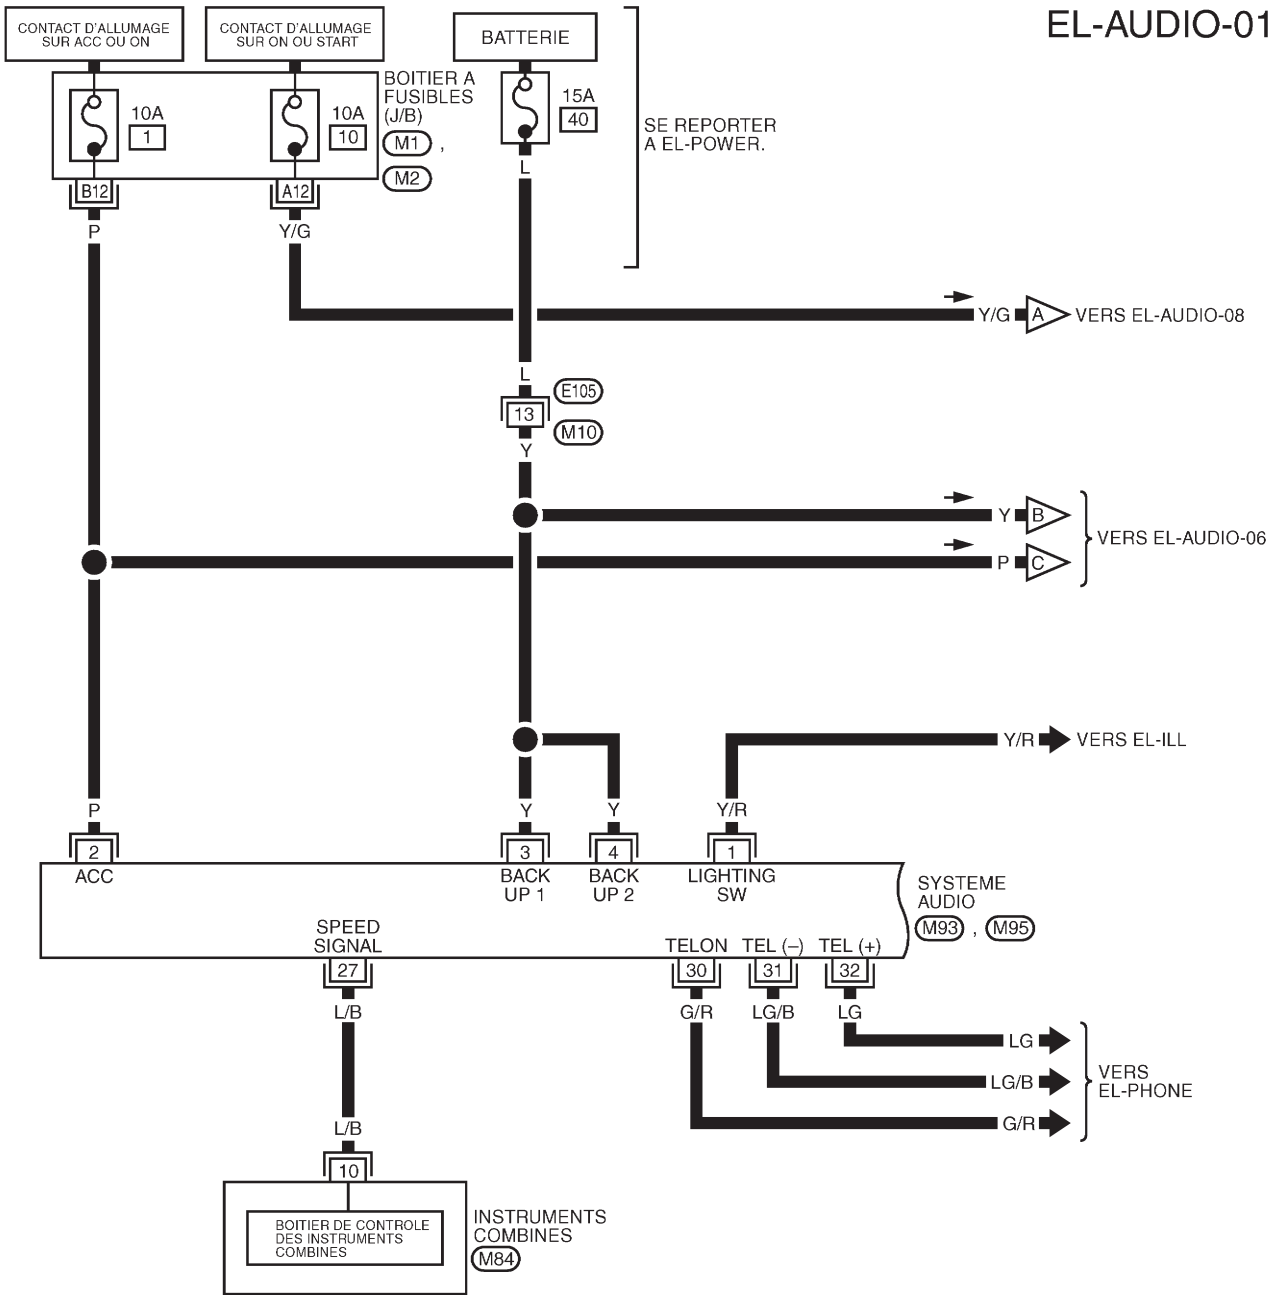 EL-AUDIO-01
CONTACT D'ALLUMAGE
SUR ACC OU ON
CONTACT D'ALLUMAGE
SUR ON OU START
BATTERIE
BOITIER A
FUSIBLES
(J/B)
M1 ,
M2
10A
1
10A
10
15A
40
SE REPORTER
A EL-POWER.
B12
A12
L
P
Y/G
Y/G
A
VERS EL-AUDIO-08
L
E105
13
M10
Y
Y
B
P
C
VERS EL-AUDIO-06
Y/R
VERS EL-ILL
P
Y
Y
Y/R
2
3
4
1
ACC
BACK
UP 1
BACK
UP 2
LIGHTING
SW
SYSTEME
AUDIO
M93 , M95
SPEED
SIGNAL
TELON
TEL (–)
TEL (+)
27
30
31
32
L/B
G/R
LG/B
LG
LG
LG/B
G/R
VERS
EL-PHONE
L/B
10
BOITIER DE CONTROLE
DES INSTRUMENTS
COMBINES
INSTRUMENTS
COMBINES
M84